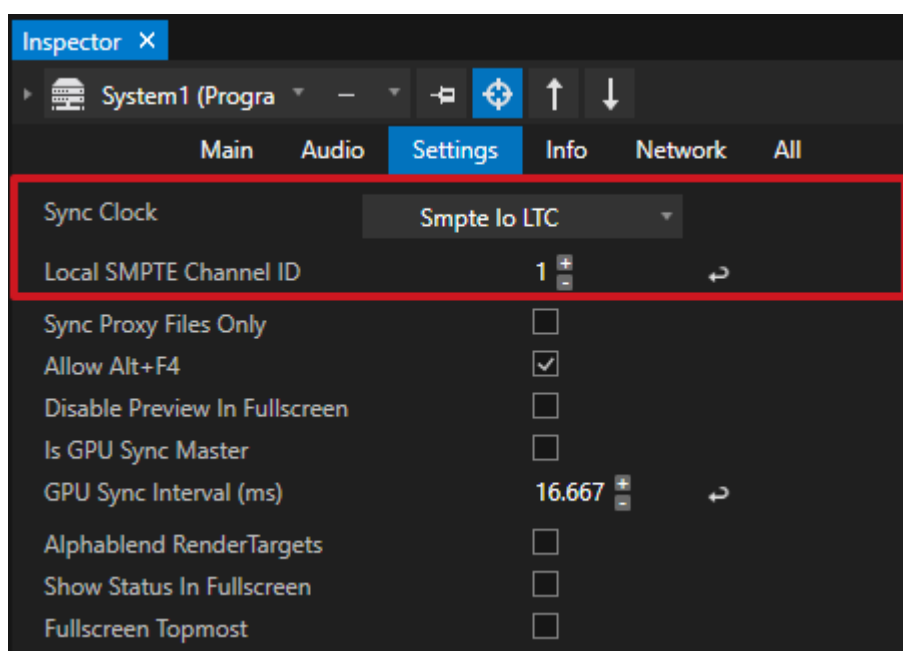 Inspector
System1 (Progra
Main Audio Settings Info Network All
Sync Clock Smpte Io LTC
Local SMPTE Channel ID 1
Sync Proxy Files Only
Allow Alt+F4
Disable Preview In Fullscreen
Is GPU Sync Master
GPU Sync Interval (ms) 16.667
Alphablend RenderTargets
Show Status In Fullscreen
Fullscreen Topmost